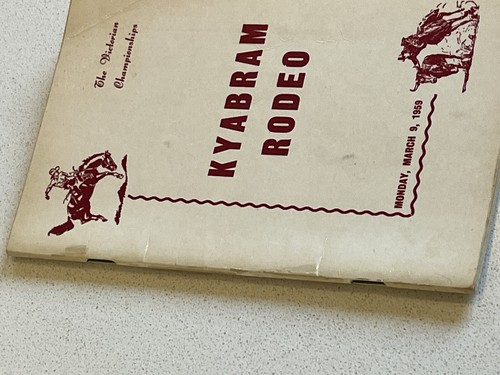 The Victorian
Championships
KYABRAM
RODEO
MONDAY, MARCH 9, 1959